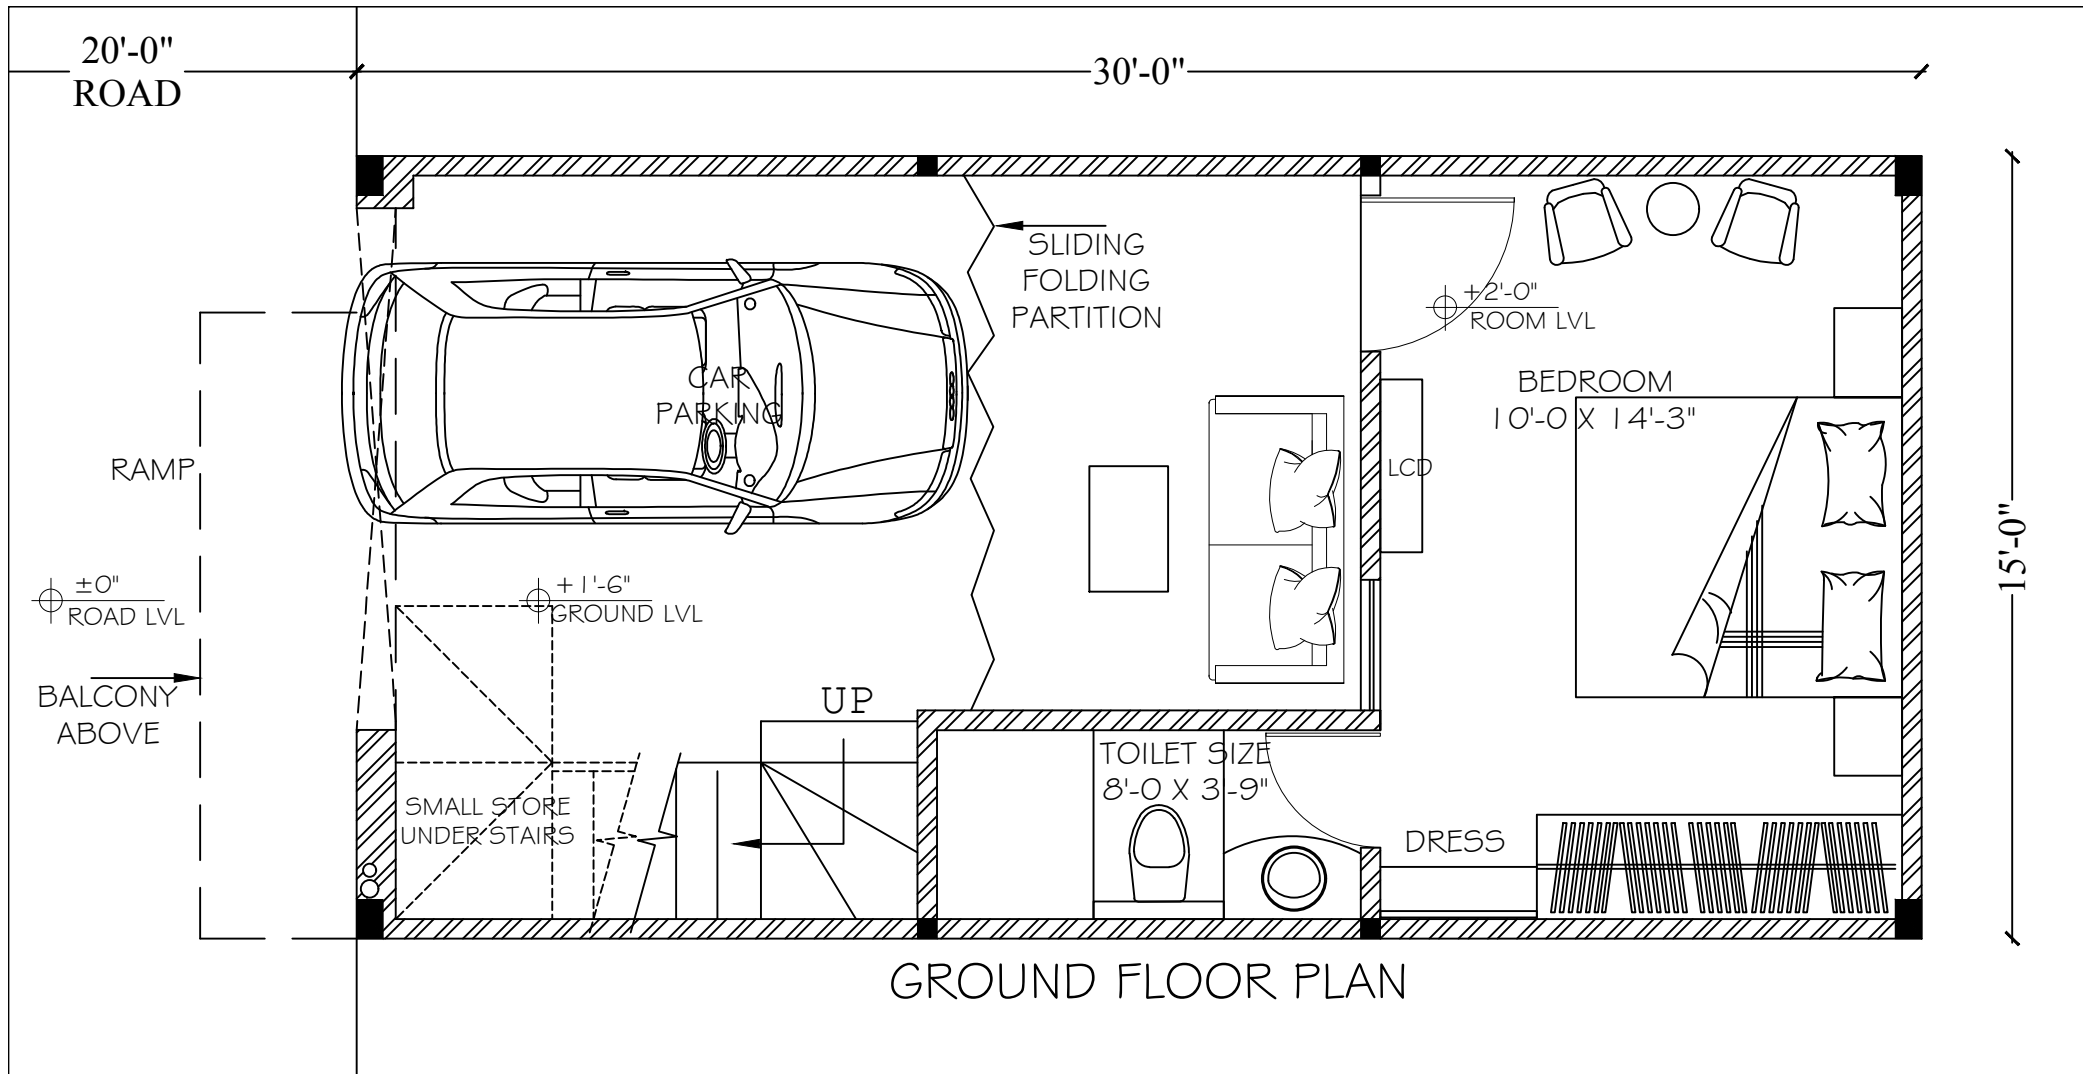 20'-0"
ROAD
30'-0"
SLIDING
FOLDING
PARTITION
+2'-0"
ROOM LVL
CAR
PARKING
BEDROOM
10'-0 X 14'-3"
RAMP
LCD
15'-0"
±0"
ROAD LVL
+1'-6"
GROUND LVL
BALCONY
ABOVE
UP
TOILET SIZE
8'-0 X 3'-9"
SMALL STORE
UNDER STAIRS
DRESS
GROUND FLOOR PLAN